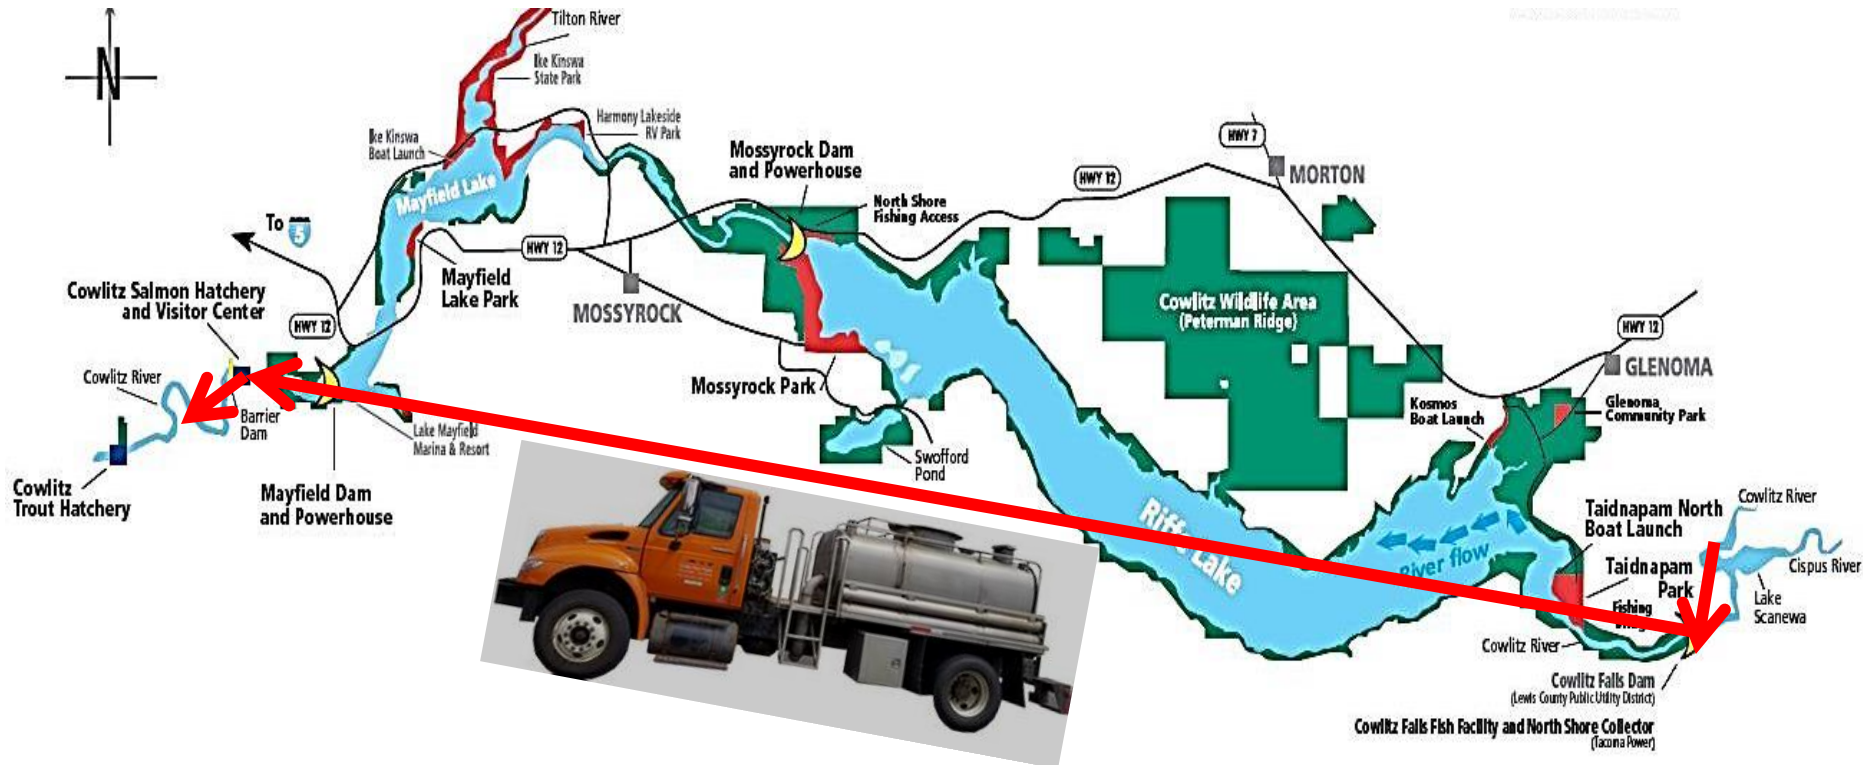 Tilton River
Ike Kinswa
State Park
N
Harmony Lakeside
RV Park
Ike Kinswa
Boat Launch
Mayfield Lake
Mossyrock Dam
and Powerhouse
HWY 7
MORTON
HWY 12
North Shore
Fishing Access
To 5
HWY 12
Mayfield
Lake Park
MOSSYROCK
Cowlitz Salmon Hatchery
and Visitor Center
HWY 12
Cowlitz Wildlife Area
(Peterman Ridge)
HWY 12
GLENOMA
Cowlitz River
Mossyrock Park
Barrier
Dam
Kosmos
Boat Launch
Glenoma
Community Park
Lake Mayfield
Marina & Resort
Swofford
Pond
Cowlitz
Trout Hatchery
Mayfield Dam
and Powerhouse
Riffe Lake
River flow
Taidnapam North
Boat Launch
Cowlitz River
Taidnapam
Park
Cispus River
Fishing
Lake
Scanewa
Cowlitz River
Cowlitz Falls Dam
(Lewis County Public Utility District)
Cowlitz Falls Fish Facility and North Shore Collector
(Tacoma Power)